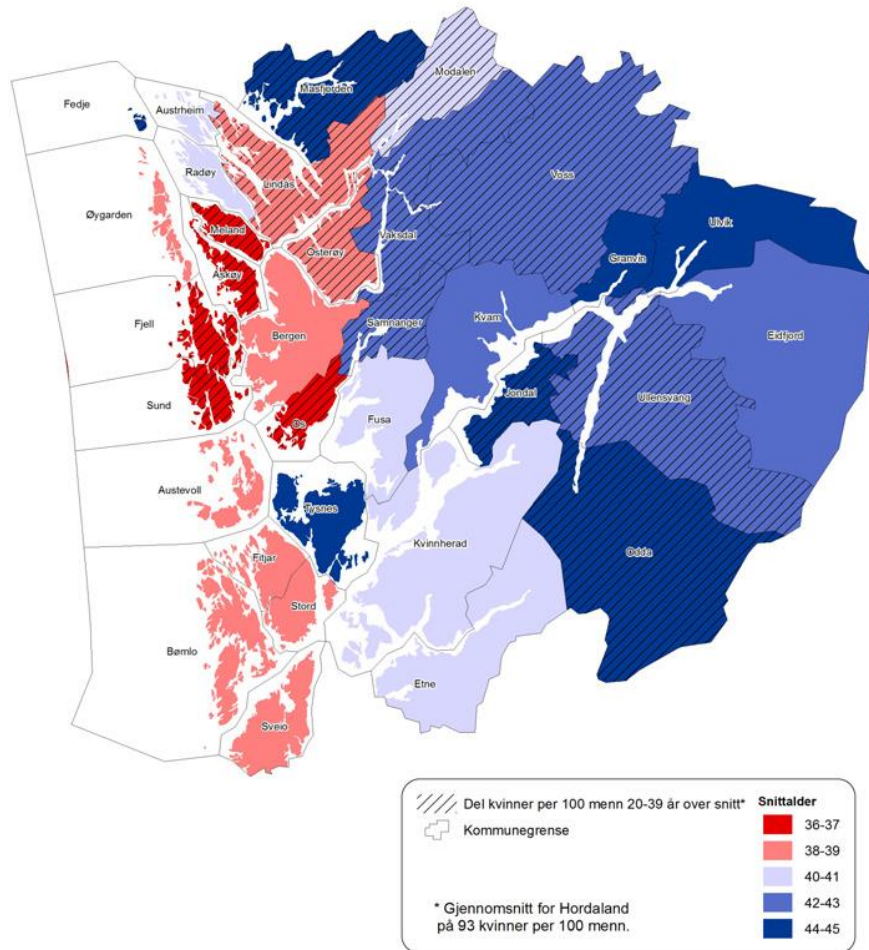 Modalen
Masfjorden
Fedje
Austrheim
Radøy
Lindås
Voss
Øygarden
Meland
Ulvik
Osterøy
Vaksdal
Granvin
Askøy
Fjell
Samnanger
Kvam
Bergen
Eidfjord
Jondal
Ullensvang
Sund
Fusa
Os
Austevoll
Tysnes
Kvinnherad
Odda
Fitjar
Stord
Bømlo
Etne
Sveio
Del kvinner per 100 menn 20-39 år over snitt*
Kommunegrense
* Gjennomsnitt for Hordaland
på 93 kvinner per 100 menn.
Snittalder
36-37
38-39
40-41
42-43
44-45